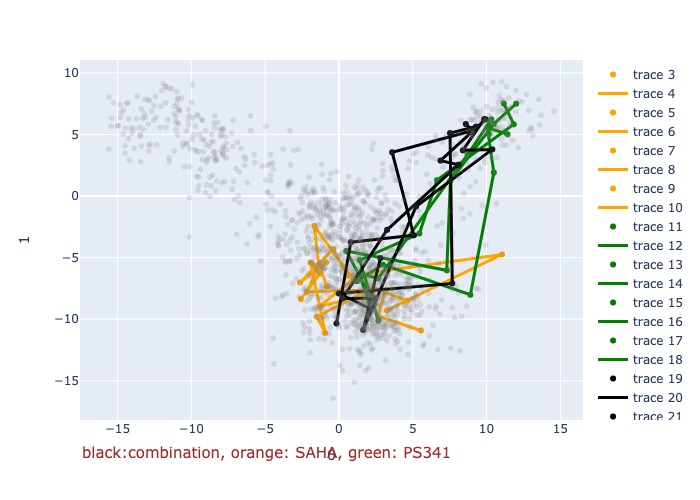 10
5
0
−5
−10
−15
1
−15
−10
−5
0
5
10
15
0
black:combination, orange: SAHA, green: PS341
trace 3
trace 4
trace 5
trace 6
trace 7
trace 8
trace 9
trace 10
trace 11
trace 12
trace 13
trace 14
trace 15
trace 16
trace 17
trace 18
trace 19
trace 20
trace 21